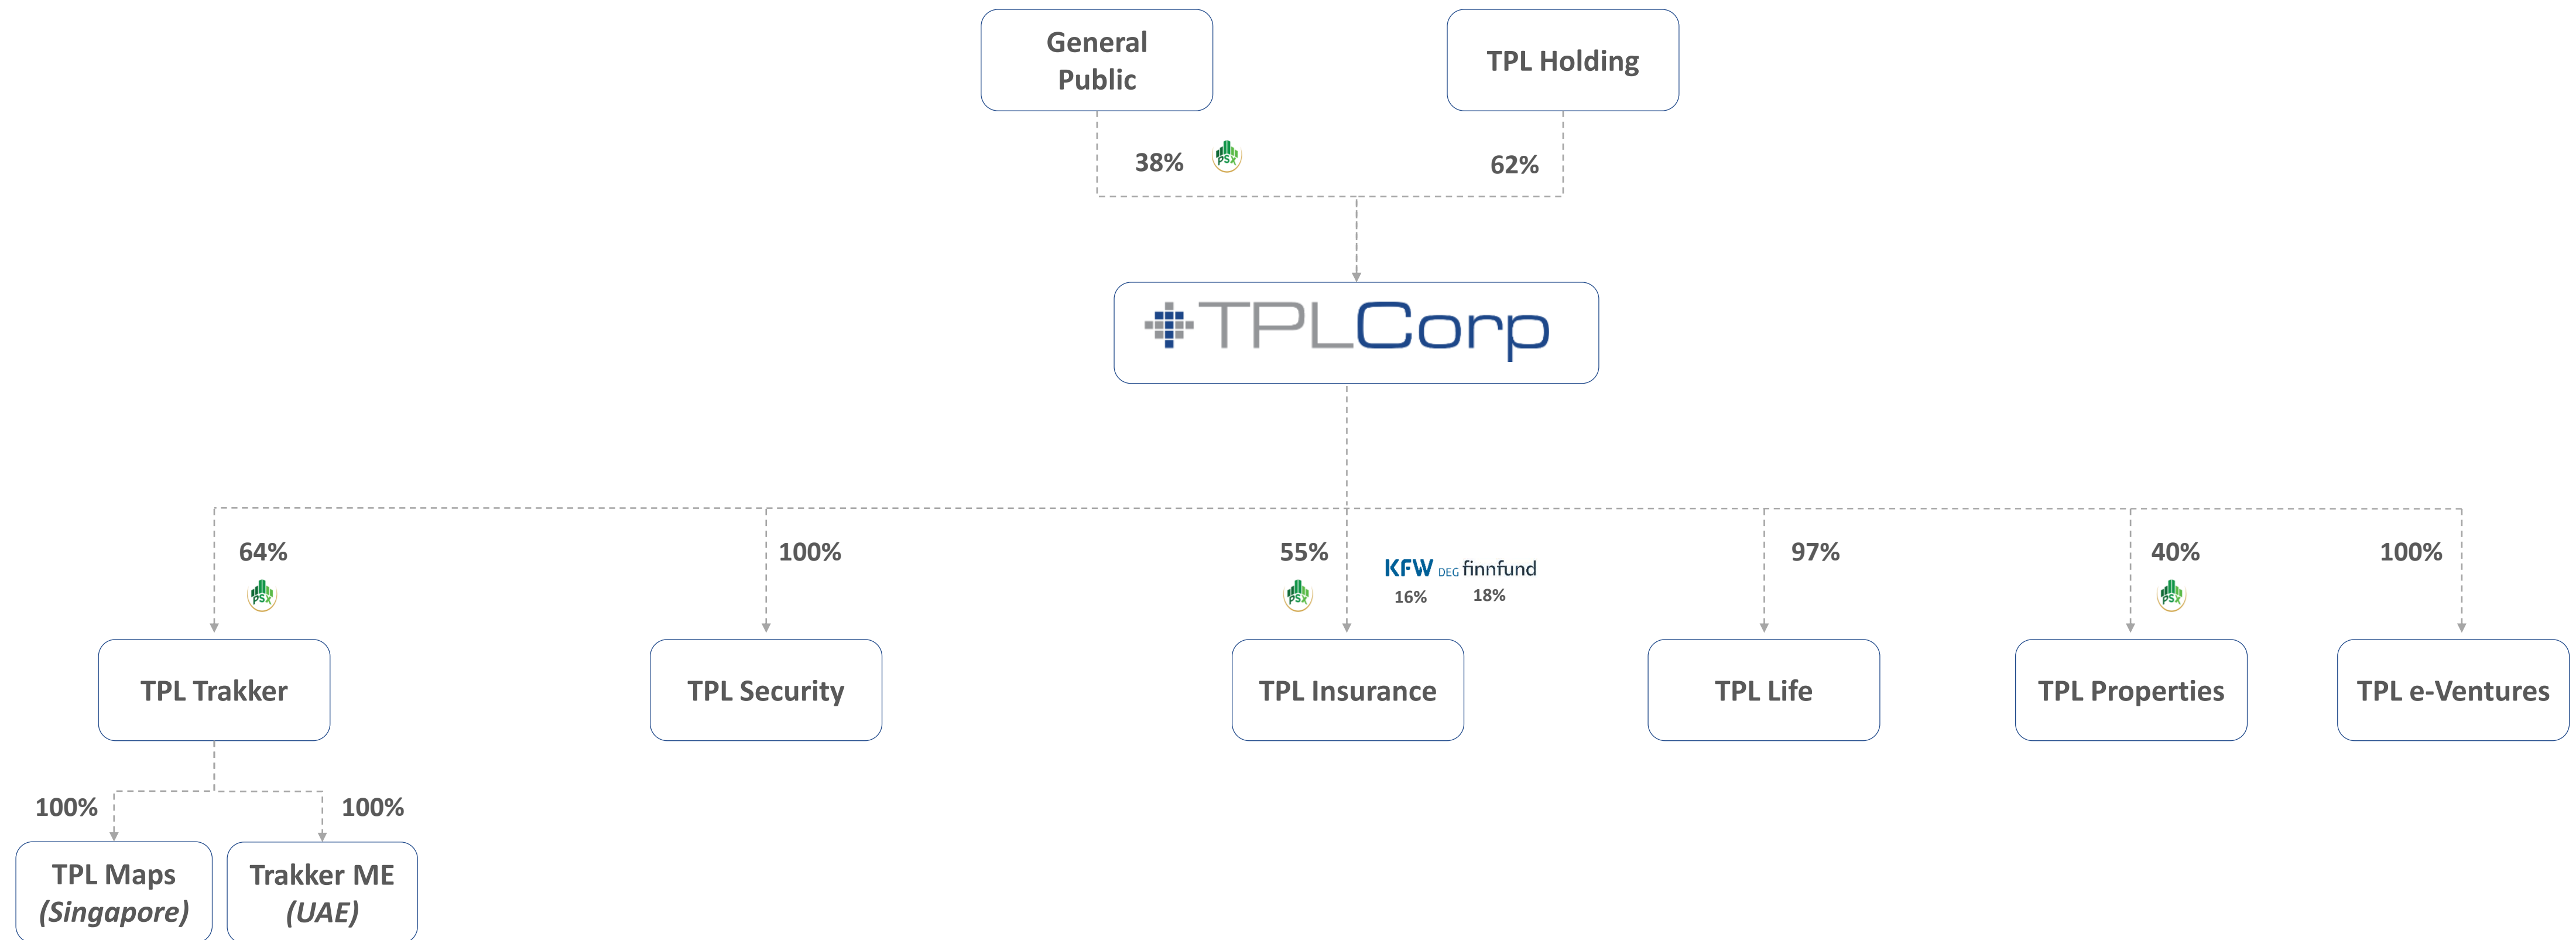 General
Public
TPL Holding
38%
PSX
62%
TPLCorp
64%
PSX
100%
55%
PSX
KFW DEG finnfund
16%
18%
97%
40%
PSX
100%
TPL Trakker
TPL Security
TPL Insurance
TPL Life
TPL Properties
TPL e-Ventures
100%
100%
TPL Maps
(Singapore)
Trakker ME
(UAE)